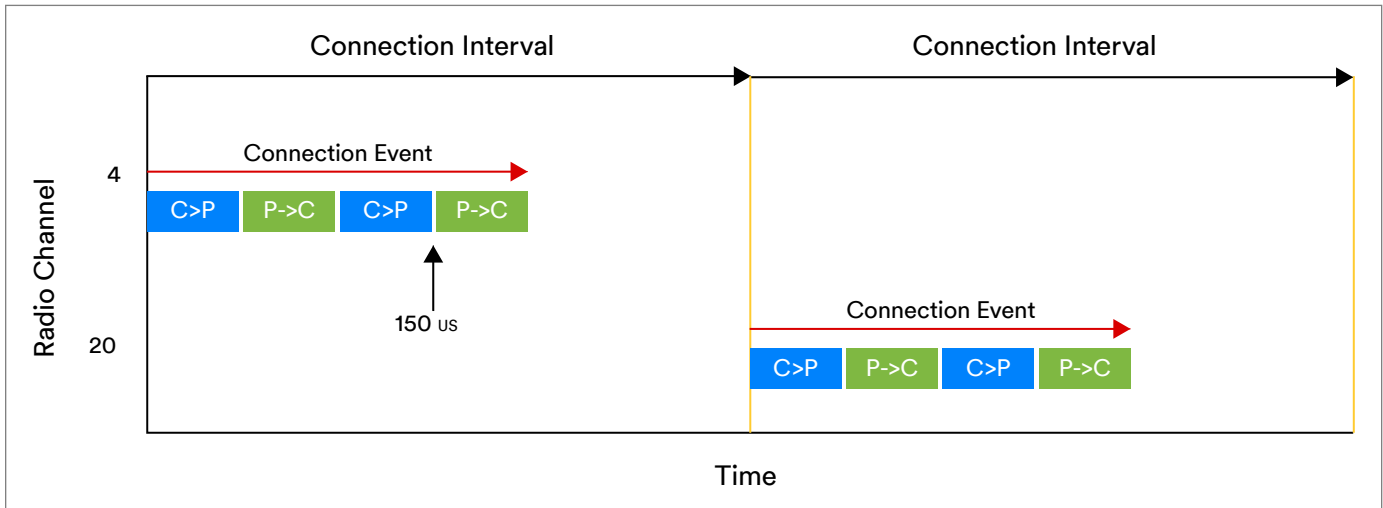 Connection Interval
Connection Interval
Connection Event
4
C>P
P->C
C>P
P->C
150 US
Radio Channel
20
Connection Event
C>P
P->C
C>P
P->C
Time